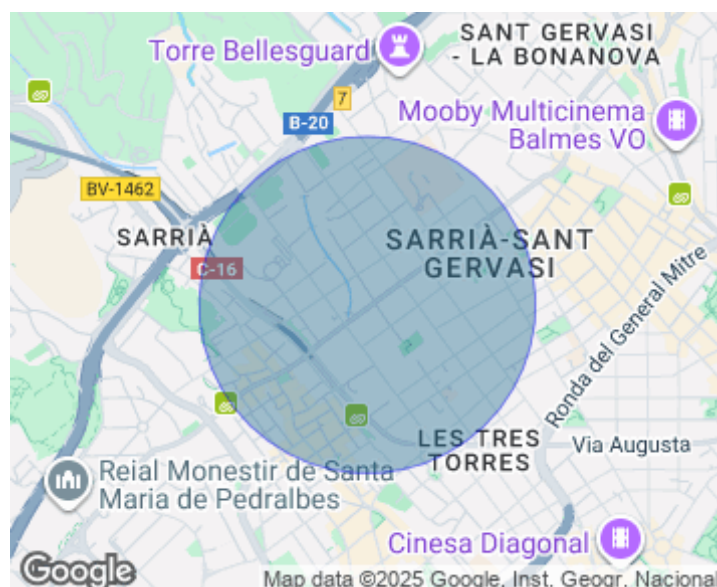 SANT GERVASI
- LA BONANOVA
Torre Bellesguard
7
B-20
Mooby Multicinema
Balmes VO
BV-1462
SARRIÀ
SARRIÀ-SANT
GERVASI
C-16
Ronda del General Mitre
LES TRES
TORRES
Via Augusta
Reial Monestir de Santa
Maria de Pedralbes
Cinesa Diagonal
Google
Map data ©2025 Google, Inst. Geogr. Nacional